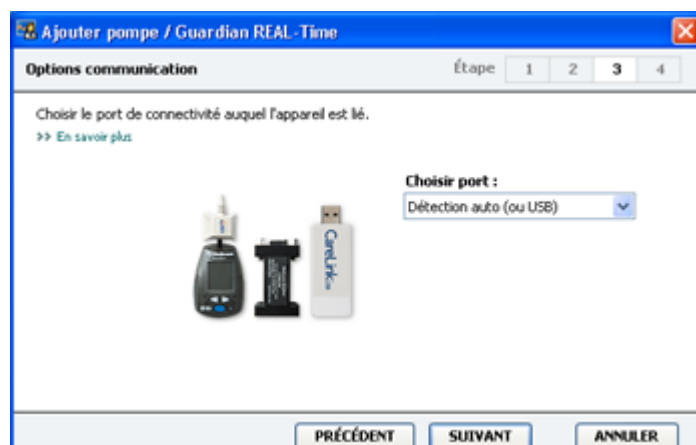 Ajouter pompe / Guardian REAL-Time
Options communication
Étape 1 2 3 4
Choisir le port de connectivité auquel l'appareil est lié.
>> En savoir plus
Choisir port :
Détection auto (ou USB)
CareLink
PRÉCÉDENT SUIVANT ANNULER